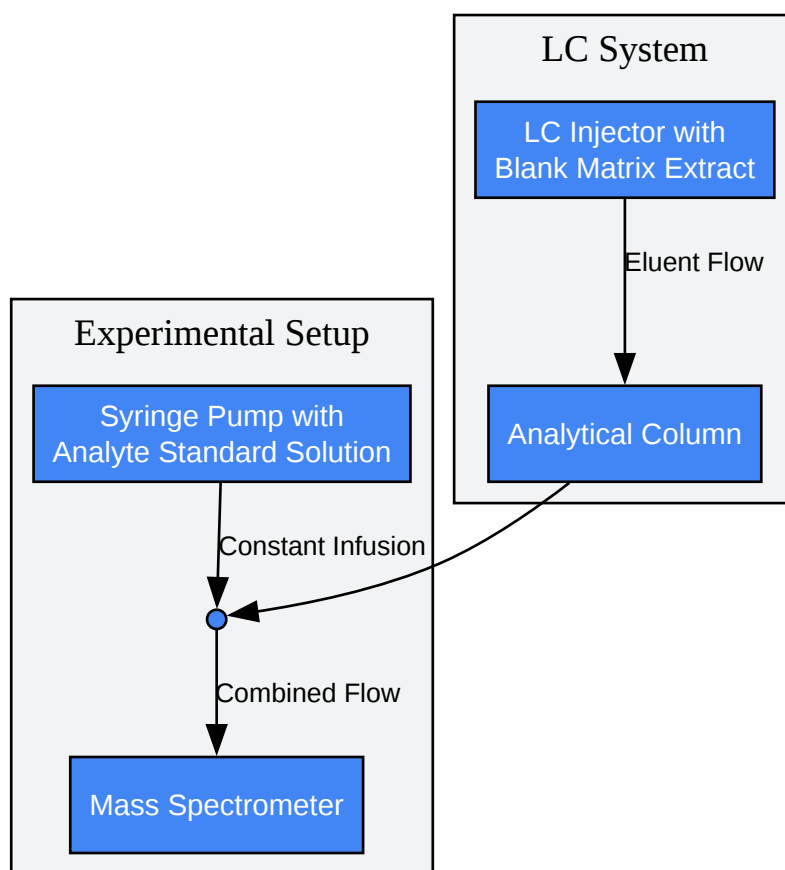 LC System
LC Injector with
Blank Matrix Extract
Eluent Flow
Analytical Column
Experimental Setup
Syringe Pump with
Analyte Standard Solution
Constant Infusion
Combined Flow
Mass Spectrometer